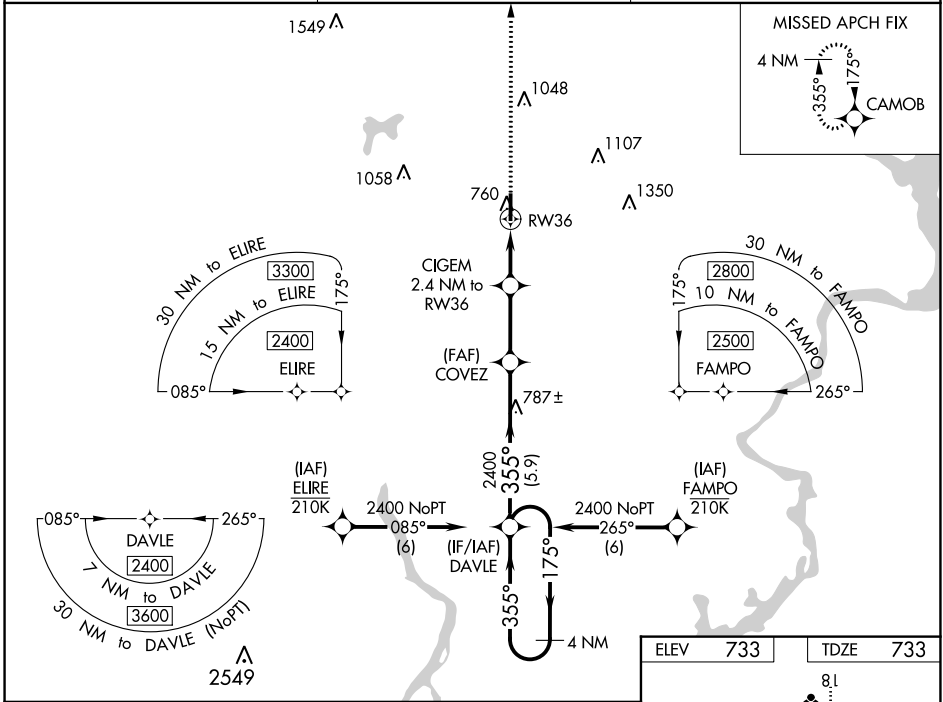 1549
MISSED APCH FIX
4 NM
355°
175°
CAMOB
1048
1107
1058
1350
760
RW36
30 NM to ELIRE
3300
15 NM to ELIRE
2400
ELIRE
175°
085°
CIGEM
2.4 NM to
RW36
(FAF)
COVEZ
30 NM to FAMPO
2800
10 NM to FAMPO
2500
FAMPO
175°
265°
787±
2400
355°
(5.9)
(IAF)
ELIRE
210K
2400 NoPT
085°
(6)
(IF/IAF)
DAVLE
2400 NoPT
265°
(6)
(IAF)
FAMPO
210K
085°
265°
DAVLE
2400
7 NM to DAVLE
3600
30 NM to DAVLE (NoPT)
355°
175°
4 NM
2549
ELEV 733
TDZE 733
18